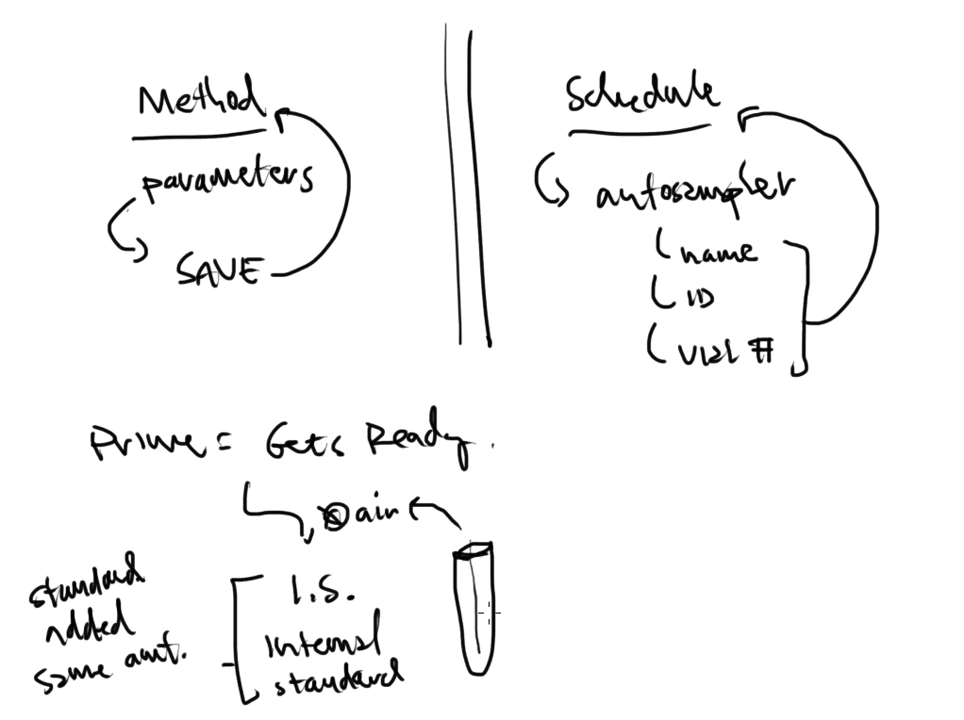 Method
parameters
SAVE
Schedule
autosampler
name
ID
vial #
Prime = Gets Ready.
air
I.S.
internal
standard
standard
added
same amt.